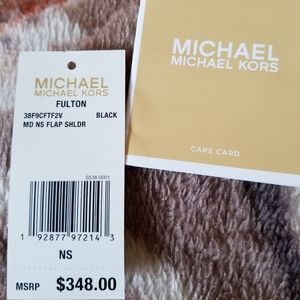 MICHAEL
MICHAEL KORS
FULTON
38F9CFTF2V BLACK
MD NS FLAP SHLDR
S538-0001
1 92877 97214 3
NS
MSRP $348.00
MICHAEL
MICHAEL KORS
CARE CARD